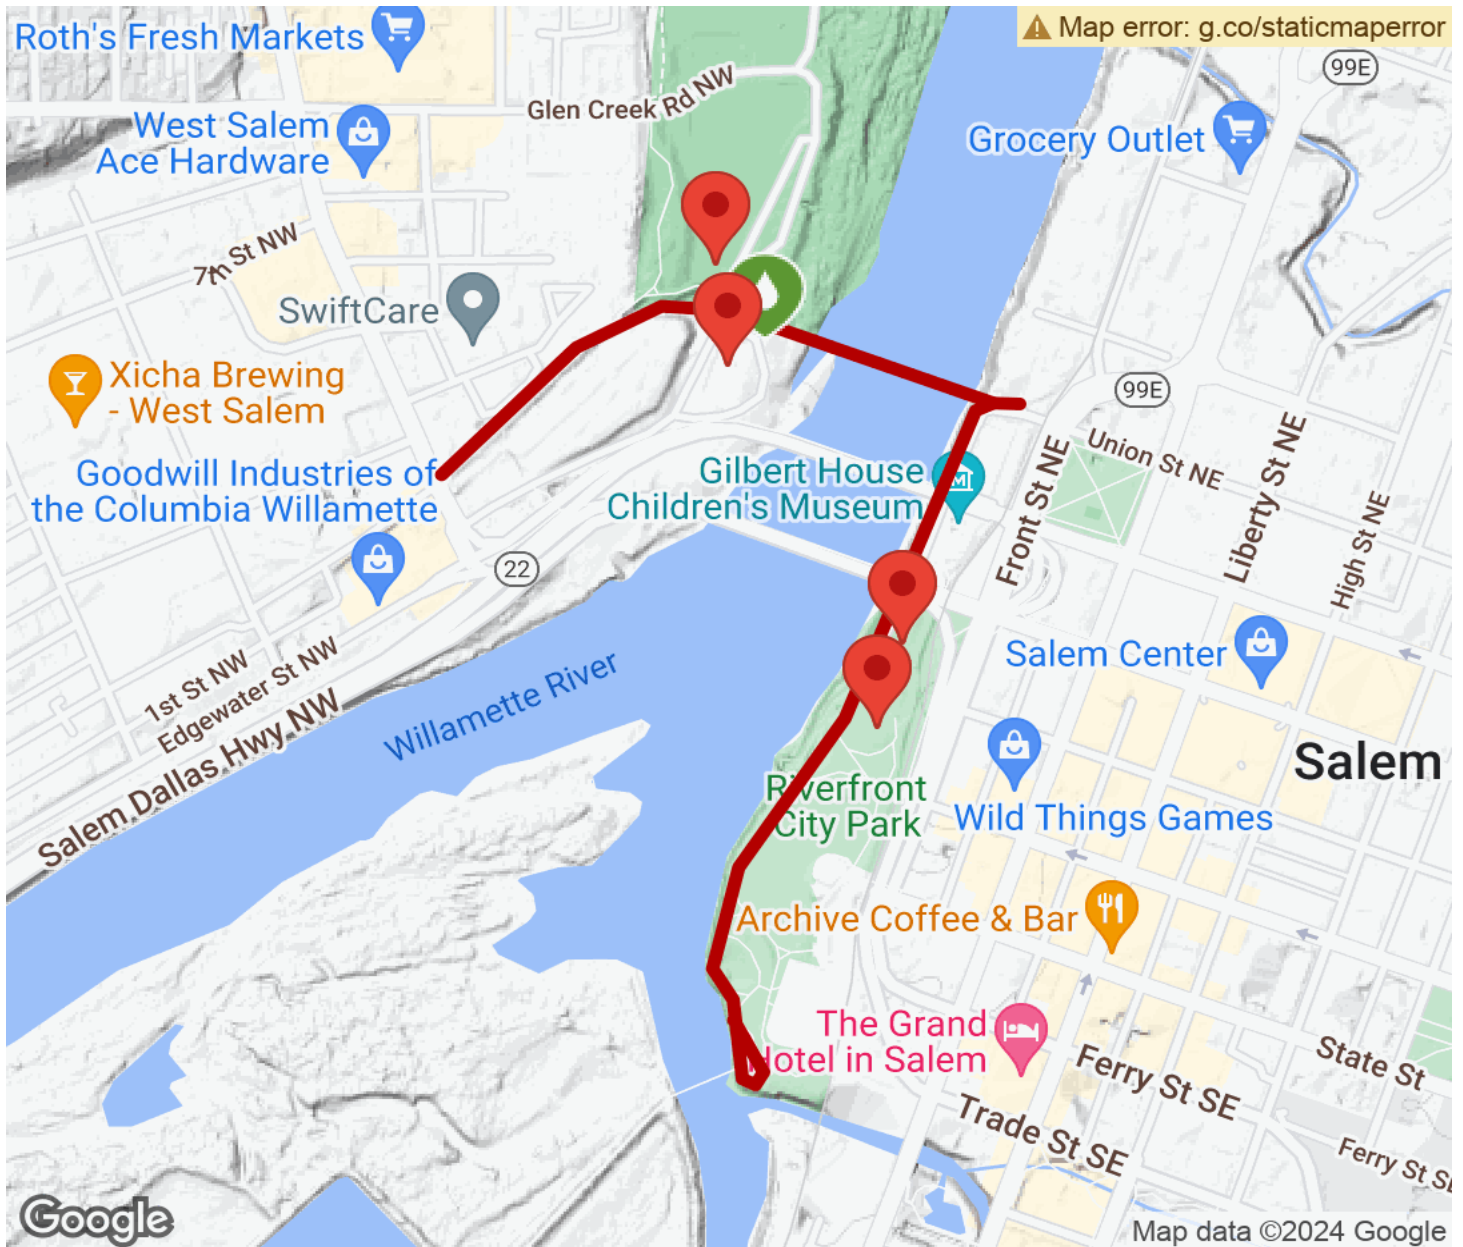 Roth's Fresh Markets
Map error: g.co/staticmaperror
99E
Glen Creek Rd NW
West Salem
Ace Hardware
Grocery Outlet
7th St NW
SwiftCare
Xicha Brewing
- West Salem
99E
Union St NE
Front St NE
Liberty St NE
High St NE
Goodwill Industries of
the Columbia Willamette
Gilbert House
Children's Museum
M
22
Salem Center
1st St NW
Edgewater St NW
Salem Dallas Hwy NW
Willamette River
Salem
Riverfront
City Park
Wild Things Games
Archive Coffee & Bar
The Grand
Hotel in Salem
State St
Ferry St SE
Trade St SE
Ferry St SE
Google
Map data ©2024 Google